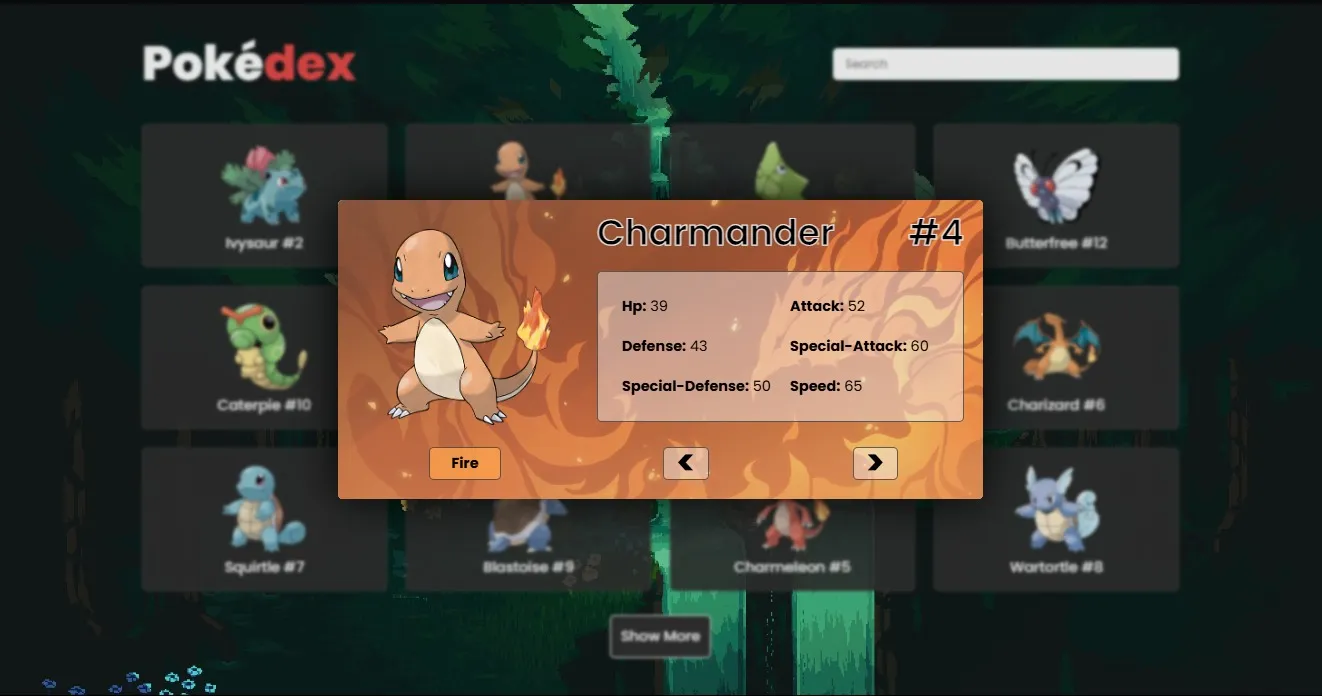 Pokédex
Search
Ivysaur #2
Butterfree #12
Charmander #4
Hp: 39 Attack: 52
Defense: 43 Special-Attack: 60
Special-Defense: 50 Speed: 65
Fire
Caterpie #10
Charizard #6
Squirtle #7
Blastoise #9
Charmeleon #5
Wartortle #8
Show More